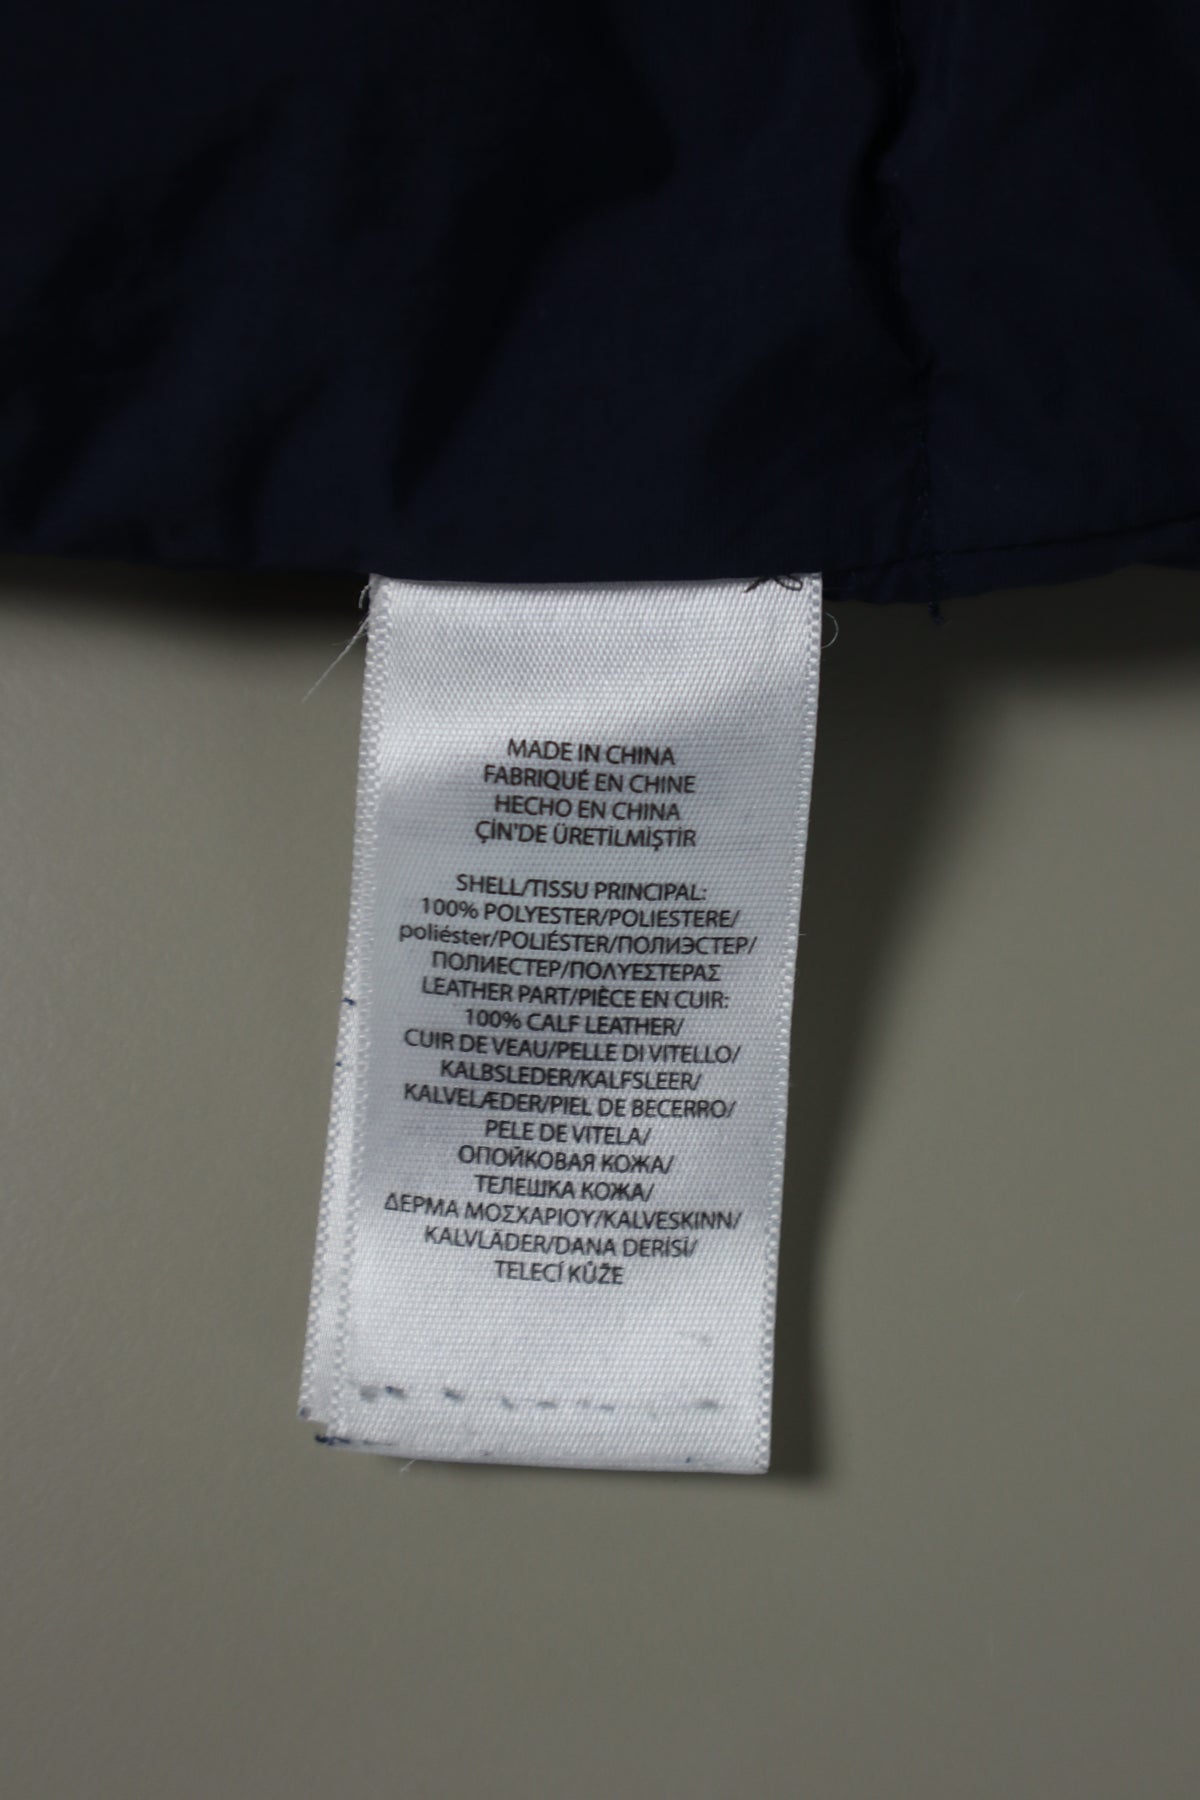 MADE IN CHINA
FABRIQUÉ EN CHINE
HECHO EN CHINA
ÇİN'DE ÜRETİLMİŞTİR
SHELL/TISSU PRINCIPAL:
100% POLYESTER/POLIESTERE/
poliéster/POLIÉSTER/ПОЛИЭСТЕР/
ПОЛИЕСТЕР/ΠΟΛΥΕΣΤΕΡΑΣ
LEATHER PART/PIÈCE EN CUIR:
100% CALF LEATHER/
CUIR DE VEAU/PELLE DI VITELLO/
KALBSLEDER/KALFSLEER/
KALVELÆDER/PIEL DE BECERRO/
PELE DE VITELA/
ОПОЙКОВАЯ КОЖА/
ТЕЛЕШКА КОЖА/
ΔΕΡΜΑ ΜΟΣΧΑΡΙΟΥ/KALVESKINN/
KALVLÄDER/DANA DERİSİ/
TELECÍ KŮŽE